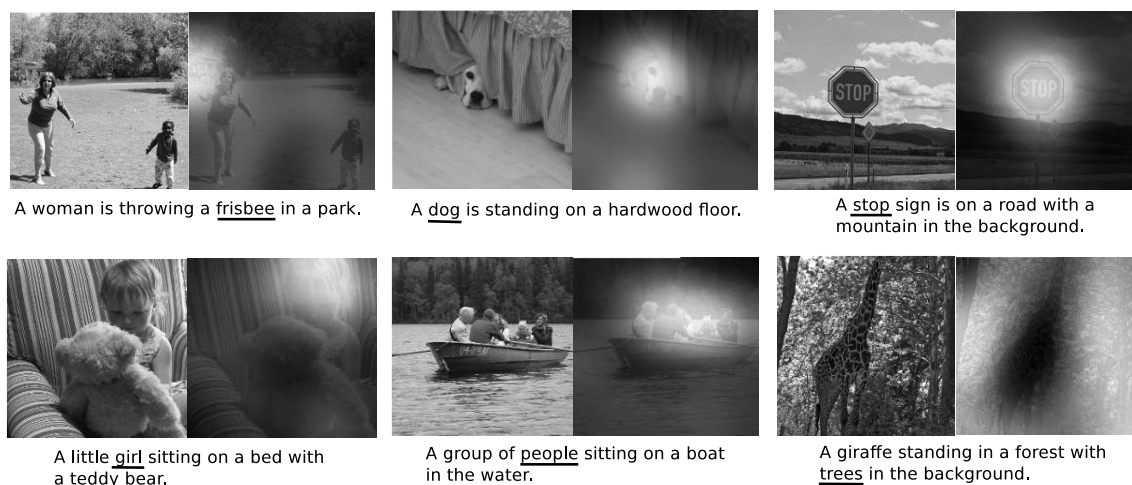 STOP
STOP
A woman is throwing a frisbee in a park.
A dog is standing on a hardwood floor.
A stop sign is on a road with a
mountain in the background.
A little girl sitting on a bed with
a teddy bear.
A group of people sitting on a boat
in the water.
A giraffe standing in a forest with
trees in the background.